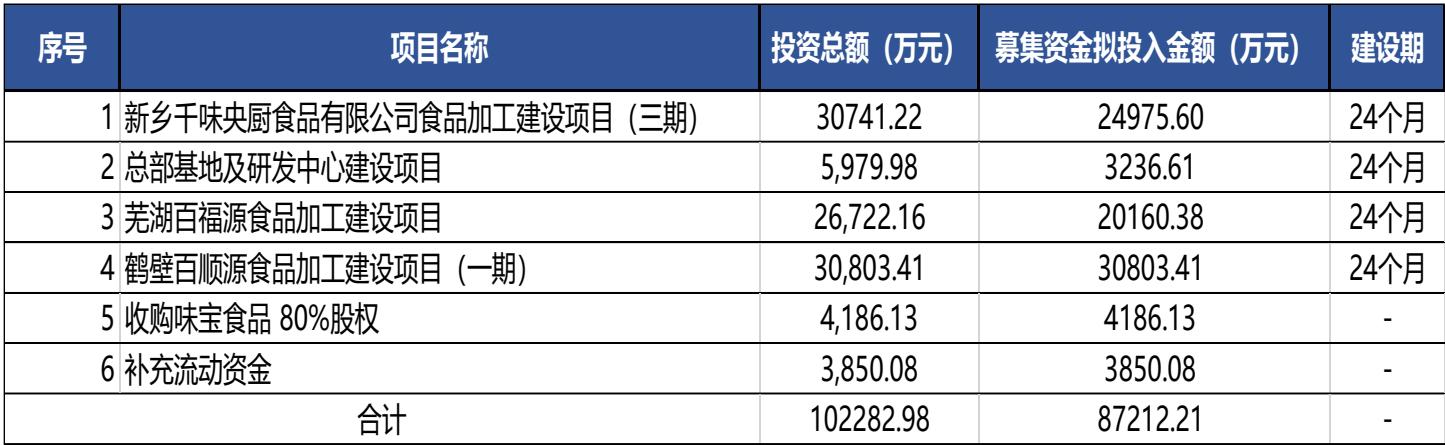 序号 项目名称 投资总额（万元） 募集资金拟投入金额（万元） 建设期
1 新乡千味央厨食品有限公司食品加工建设项目（三期） 30741.22 24975.60 24个月
2 总部基地及研发中心建设项目 5,979.98 3236.61 24个月
3 芜湖百福源食品加工建设项目 26,722.16 20160.38 24个月
4 鹤壁百顺源食品加工建设项目（一期） 30,803.41 30803.41 24个月
5 收购味宝食品 80%股权 4,186.13 4186.13 -
6 补充流动资金 3,850.08 3850.08 -
合计 102282.98 87212.21 -